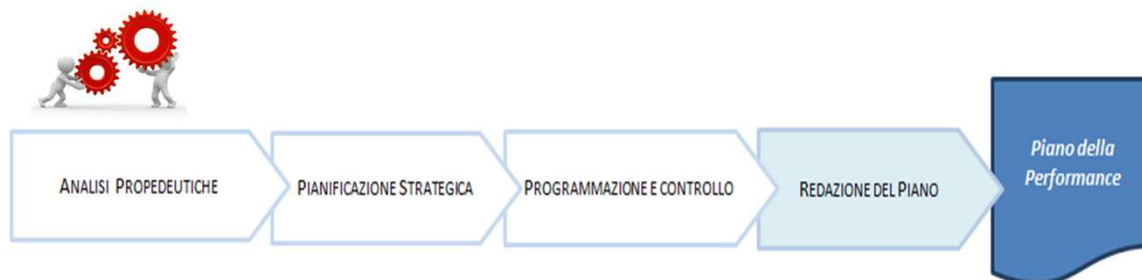 ANALISI PROPEDEUTICHE
PIANIFICAZIONE STRATEGICA
PROGRAMMAZIONE E CONTROLLO
REDAZIONE DEL PIANO
Piano della
Performance